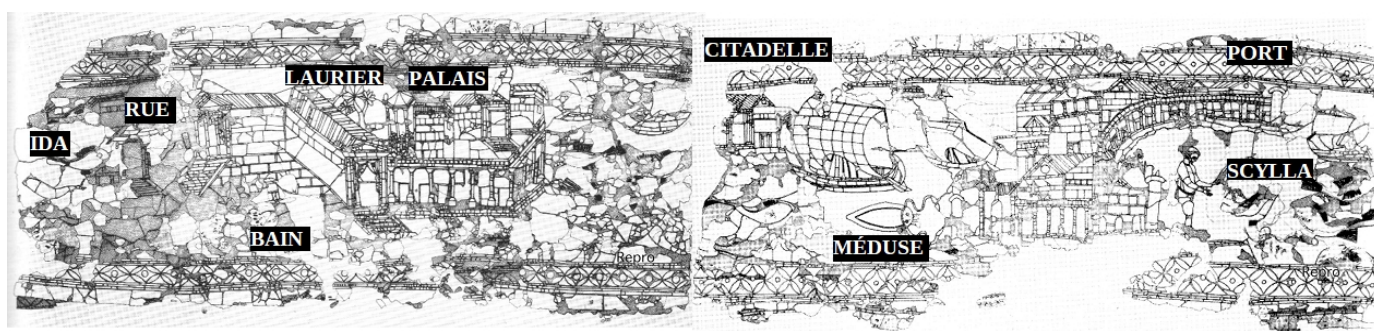 CITADELLE
PORT
LAURIER
PALAIS
RUE
IDA
SCYLLA
BAIN
MÉDUSE
Repro
Repro